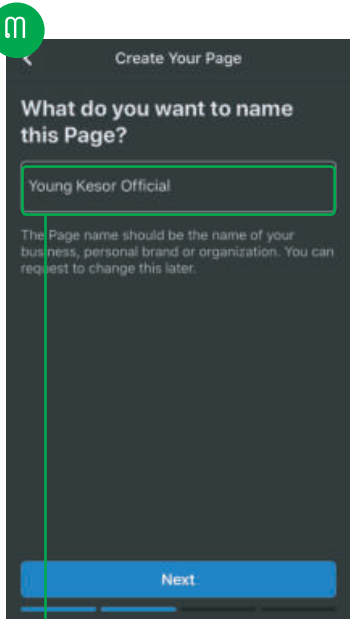 ៣
Create Your Page
What do you want to name
this Page?
Young Kesor Official
The Page name should be the name of your
business, personal brand or organization. You can
request to change this later.
Next